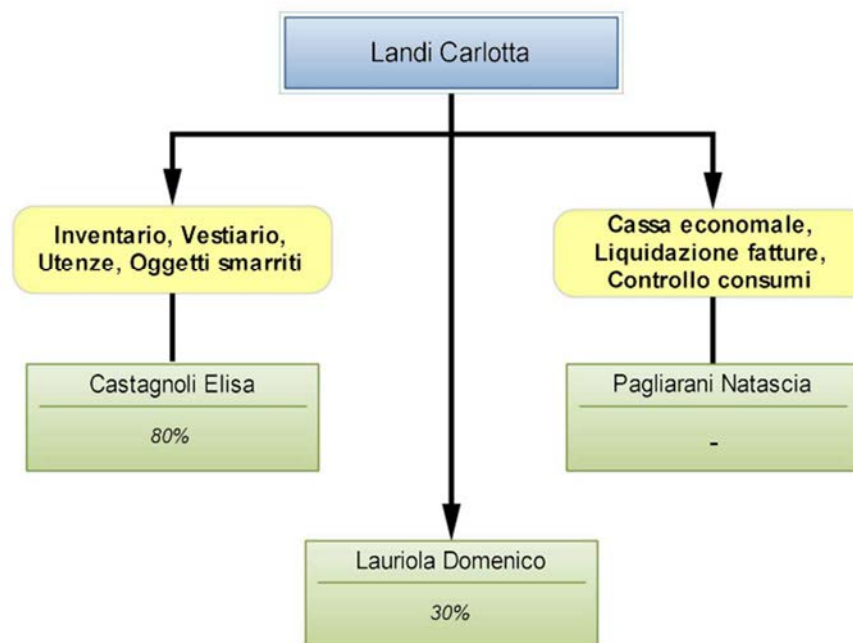 Landi Carlotta
Inventario, Vestiario,
Utenze, Oggetti smarriti
Cassa economale,
Liquidazione fatture,
Controllo consumi
Castagnoli Elisa
80%
Pagliarani Natascia
-
Lauriola Domenico
30%